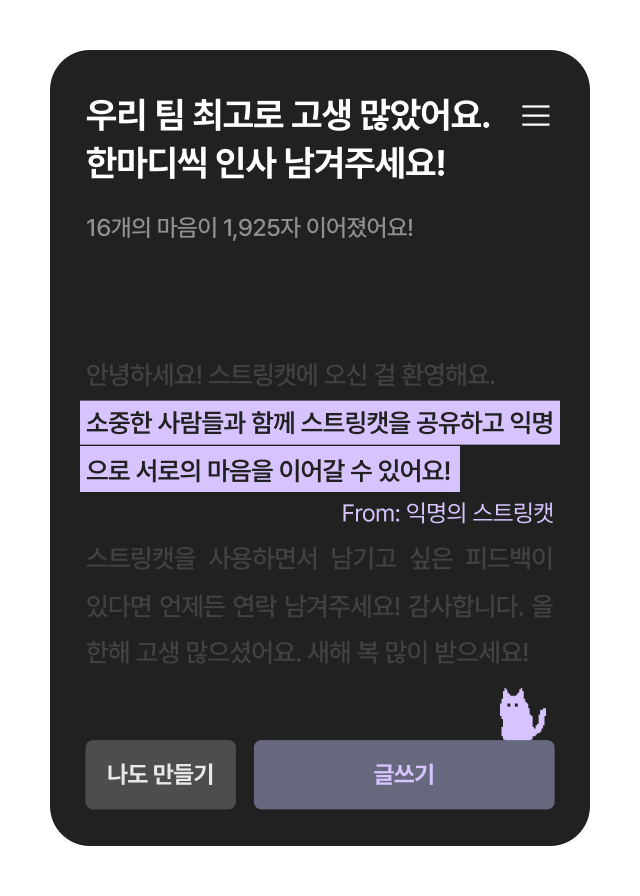 우리 팀 최고로 고생 많았어요.
한마디씩 인사 남겨주세요!
16개의 마음이 1,925자 이어졌어요!
안녕하세요! 스트링캣에 오신 걸 환영해요.
소중한 사람들과 함께 스트링캣을 공유하고 익명
으로 서로의 마음을 이어갈 수 있어요!
From: 익명의 스트링캣
스트링캣을 사용하면서 남기고 싶은 피드백이
있다면 언제든 연락 남겨주세요! 감사합니다. 올
한해 고생 많으셨어요. 새해 복 많이 받으세요!
나도 만들기
글쓰기